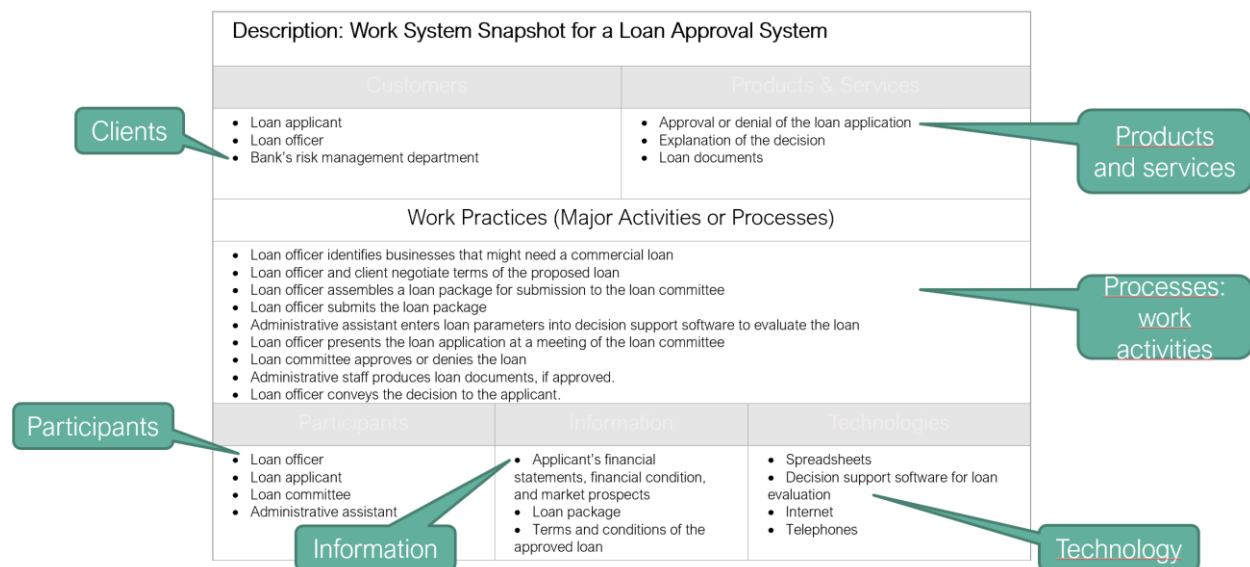 Description: Work System Snapshot for a Loan Approval System
Customers
Products & Services
Clients
• Loan applicant
• Loan officer
• Bank's risk management department
• Approval or denial of the loan application
• Explanation of the decision
• Loan documents
Products
and services
Work Practices (Major Activities or Processes)
• Loan officer identifies businesses that might need a commercial loan
• Loan officer and client negotiate terms of the proposed loan
• Loan officer assembles a loan package for submission to the loan committee
• Loan officer submits the loan package
• Administrative assistant enters loan parameters into decision support software to evaluate the loan
• Loan officer presents the loan application at a meeting of the loan committee
• Loan committee approves or denies the loan
• Administrative staff produces loan documents, if approved.
• Loan officer conveys the decision to the applicant.
Processes:
work
activities
Participants
Participants
Information
Technologies
• Loan officer
• Loan applicant
• Loan committee
• Administrative assistant
• Applicant's financial
statements, financial condition,
and market prospects
• Loan package
• Terms and conditions of the
approved loan
• Spreadsheets
• Decision support software for loan
evaluation
• Internet
• Telephones
Information
Technology